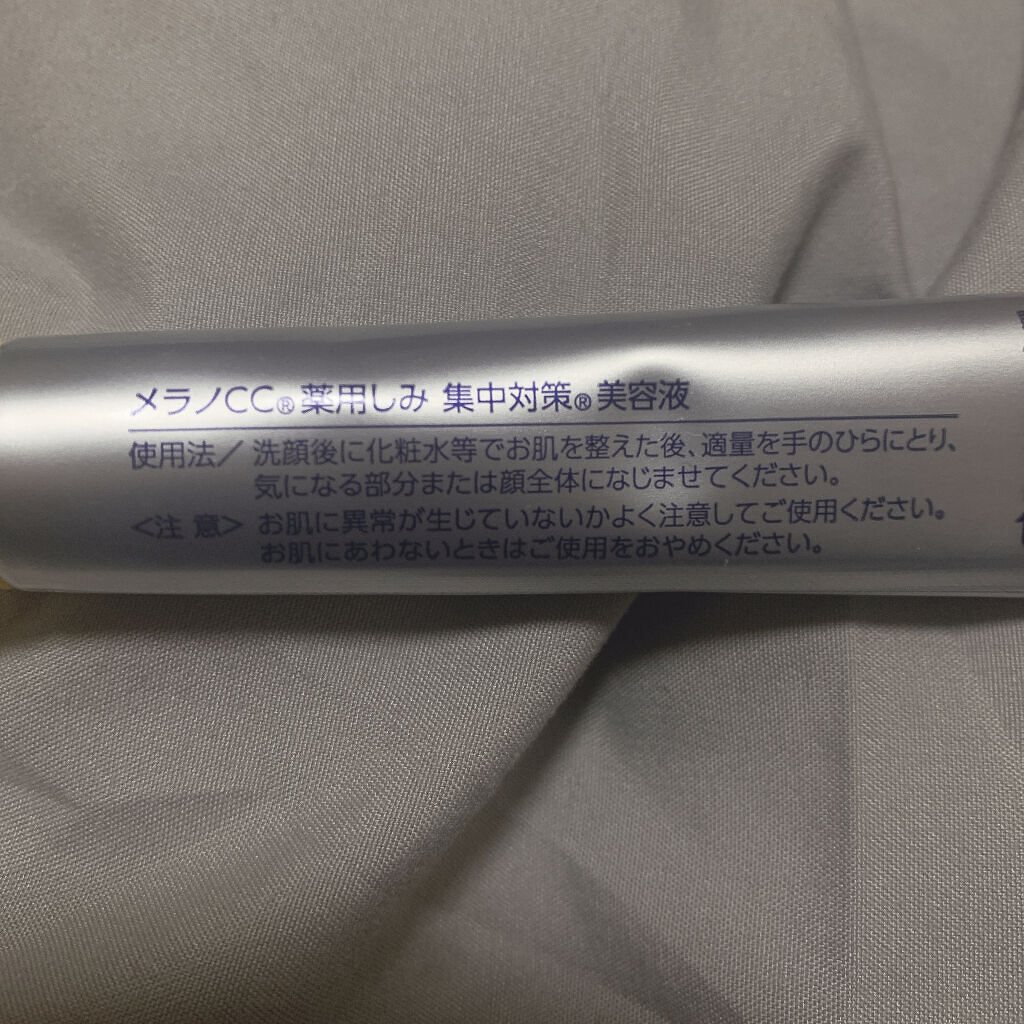 メラノCC®薬用しみ 集中対策®美容液
使用法／洗顔後に化粧水等でお肌を整えた後、適量を手のひらにとり、
気になる部分または顔全体になじませてください。
＜注 意＞ お肌に異常が生じていないかよく注意してご使用ください。
お肌にあわないときはご使用をおやめください。